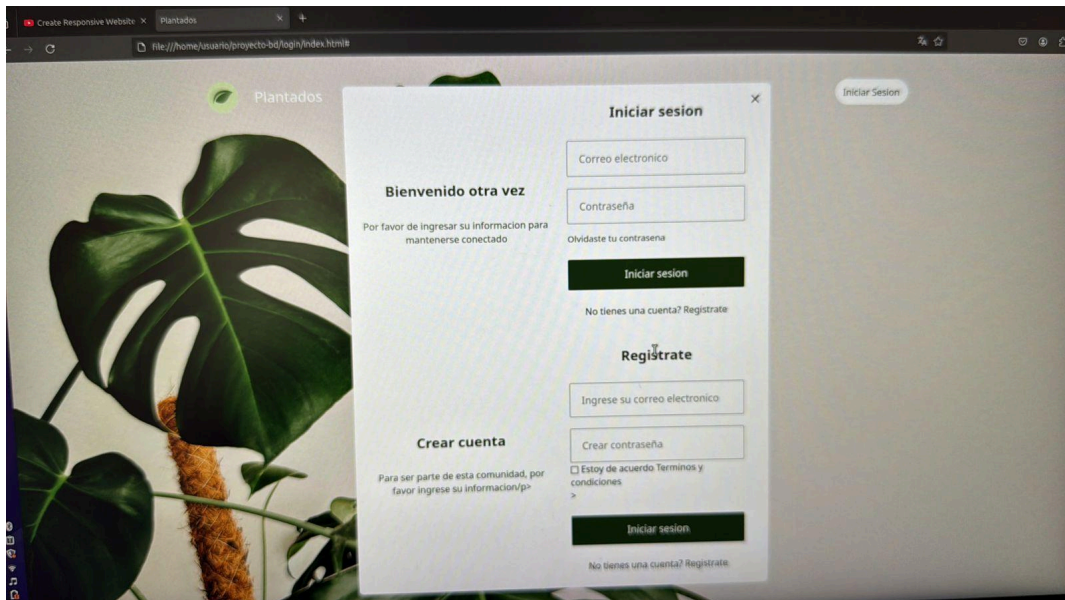 Create Responsive Website
Plantados
file:///home/usuario/proyecto-bd/login/index.html#
Plantados
Iniciar Sesion
Iniciar sesion
Correo electronico
Contraseña
Olvidaste tu contrasena
Iniciar sesion
No tienes una cuenta? Registrate
Bienvenido otra vez
Por favor de ingresar su informacion para
mantenerse conectado
Registrate
Ingrese su correo electronico
Crear contraseña
Estoy de acuerdo Terminos y
condiciones
>
Iniciar sesion
No tienes una cuenta? Registrate
Crear cuenta
Para ser parte de esta comunidad, por
favor ingrese su informacion/p>